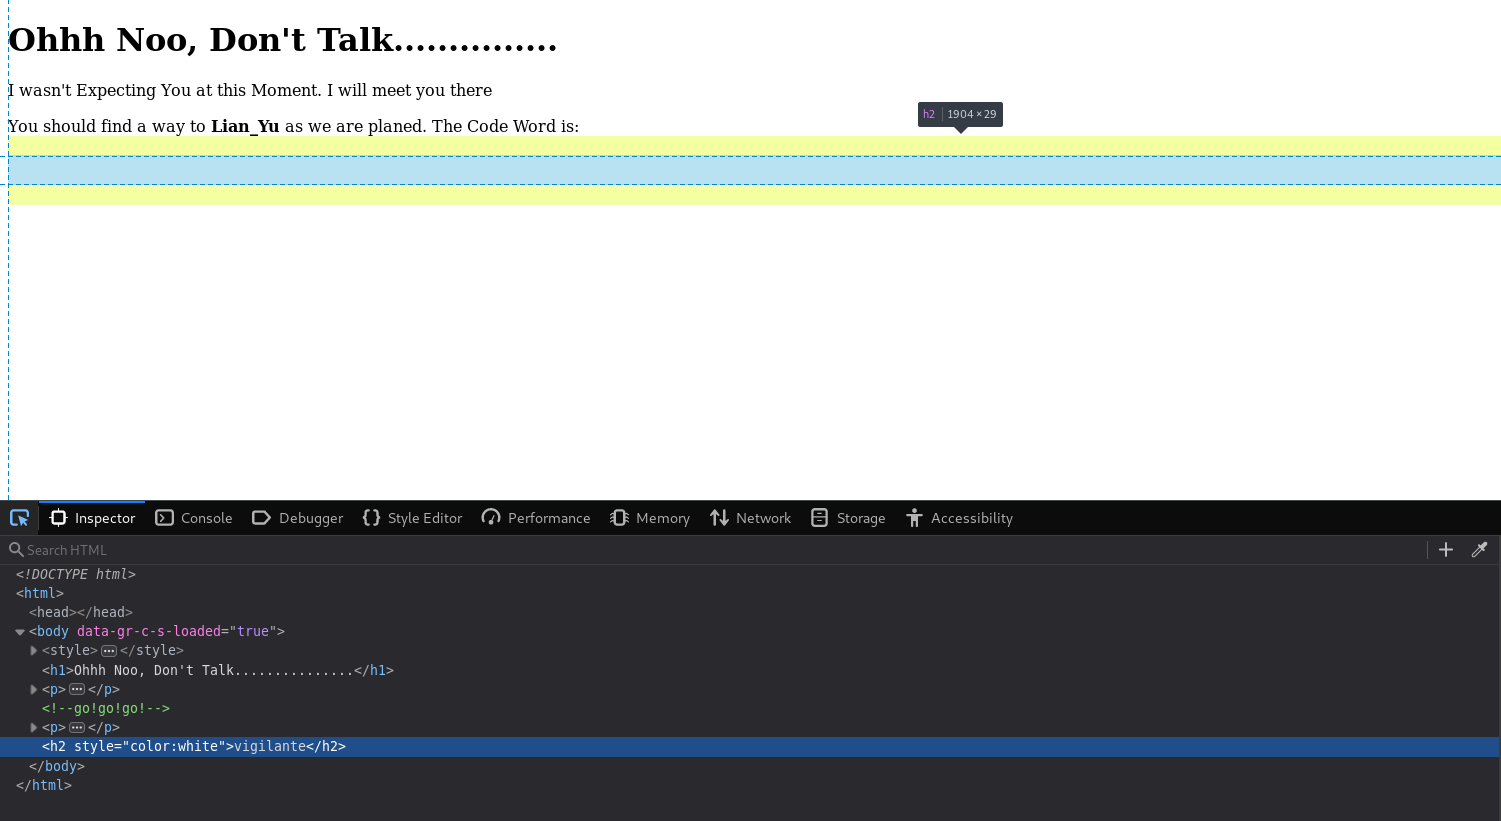 Ohhh Noo, Don't Talk...............
I wasn't Expecting You at this Moment. I will meet you there
You should find a way to Lian_Yu as we are planed. The Code Word is:
h2 1904 × 29
Inspector Console Debugger Style Editor Performance Memory Network Storage Accessibility
Search HTML
<!DOCTYPE html>
<html>
<head></head>
<body data-gr-c-s-loaded="true">
<style>•••</style>
<h1>Ohhh Noo, Don't Talk...............</h1>
<p>•••</p>
<!--go!go!go!-->
<p>•••</p>
<h2 style="color:white">vigilante</h2>
</body>
</html>